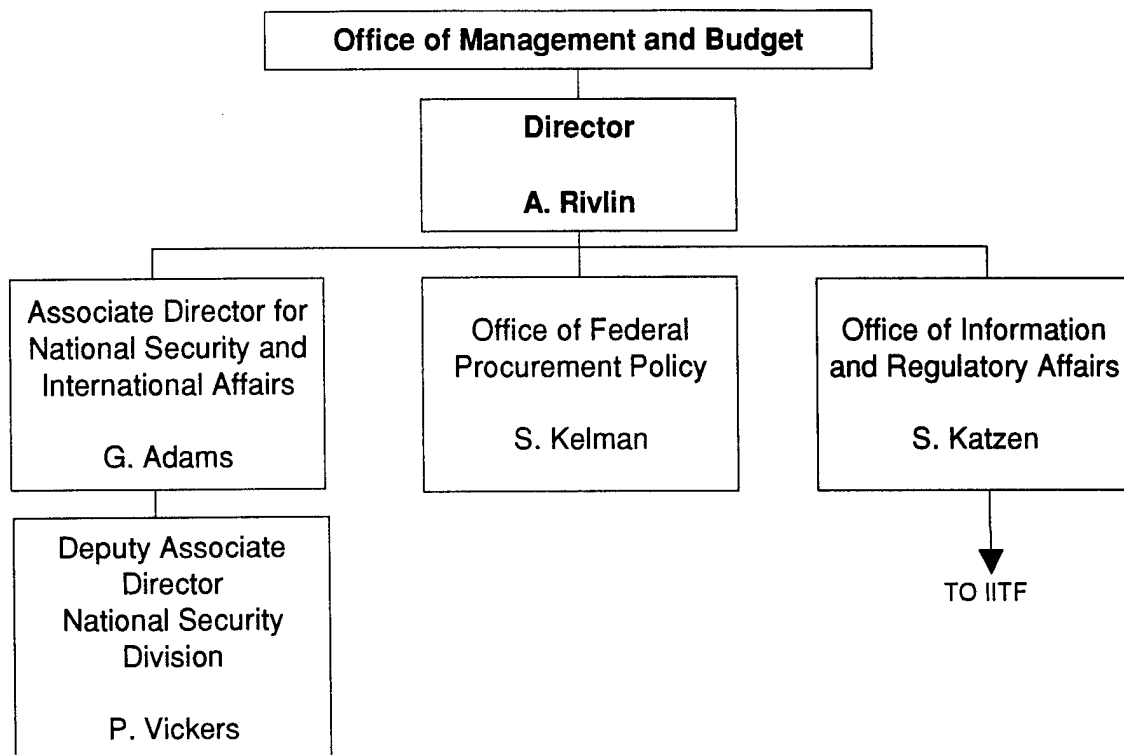 Office of Management and Budget
Director
A. Rivlin
Associate Director for
National Security and
International Affairs
G. Adams
Office of Federal
Procurement Policy
S. Kelman
Office of Information
and Regulatory Affairs
S. Katzen
Deputy Associate
Director
National Security
Division
P. Vickers
TO IITF